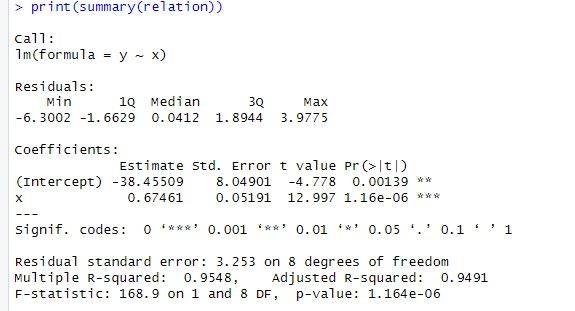 > print(summary(relation))
Call:
lm(formula = y ~ x)
Residuals:
    Min      1Q  Median      3Q     Max
-6.3002 -1.6629  0.0412  1.8944  3.9775
Coefficients:
             Estimate Std. Error t value Pr(>|t|)
(Intercept) -38.45509    8.04901  -4.778  0.00139 **
x             0.67461    0.05191  12.997 1.16e-06 ***
---
Signif. codes:  0 ‘***’ 0.001 ‘**’ 0.01 ‘*’ 0.05 ‘.’ 0.1 ‘ ’ 1
Residual standard error: 3.253 on 8 degrees of freedom
Multiple R-squared:  0.9548,    Adjusted R-squared:  0.9491
F-statistic: 168.9 on 1 and 8 DF,  p-value: 1.164e-06